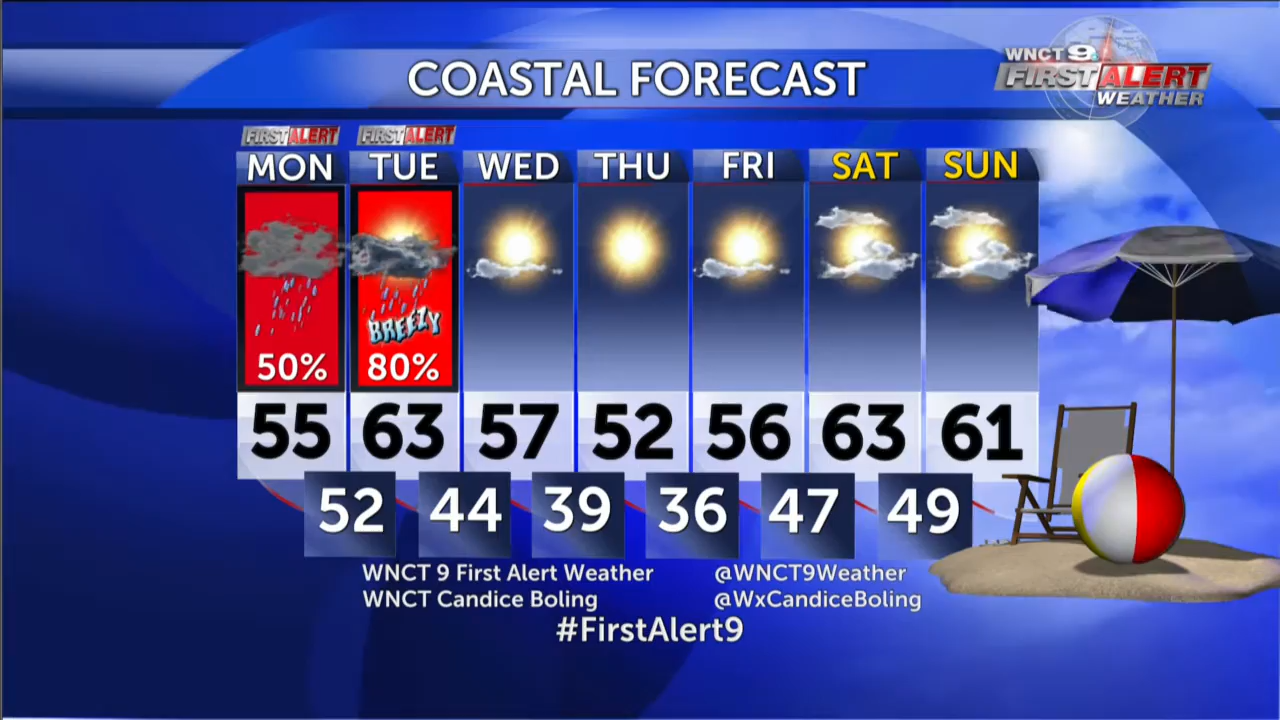 COASTAL FORECAST
WNCT 9
FIRST ALERT
WEATHER
FIRST ALERT FIRST ALERT
MON TUE WED THU FRI SAT SUN
BREEZY
50% 80%
55 63 57 52 56 63 61
52 44 39 36 47 49
WNCT 9 First Alert Weather @WNCT9Weather
WNCT Candice Boling @WxCandiceBoling
#FirstAlert9